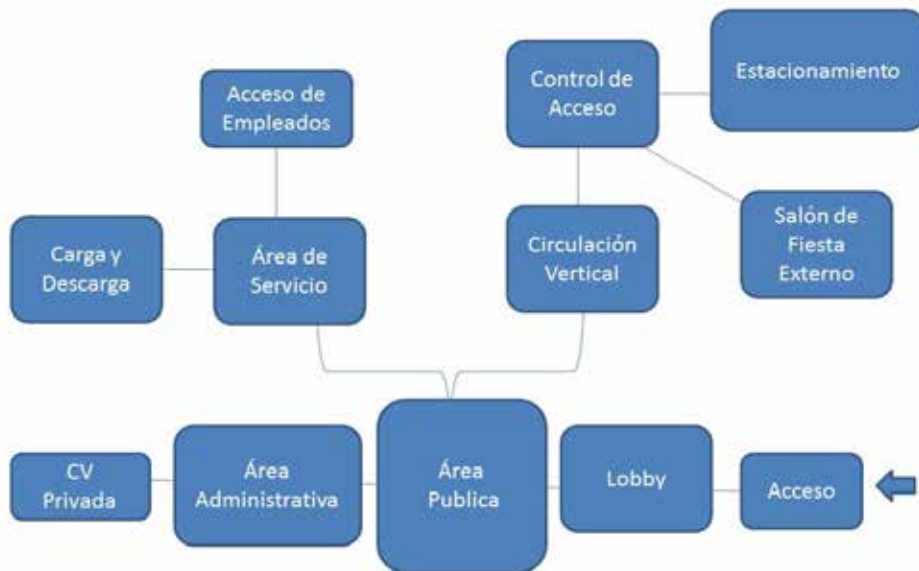 Acceso de
Empleados
Control de
Acceso
Estacionamiento
Carga y
Descarga
Área de
Servicio
Circulación
Vertical
Salón de
Fiesta
Externo
CV
Privada
Área
Administrativa
Área
Publica
Lobby
Acceso